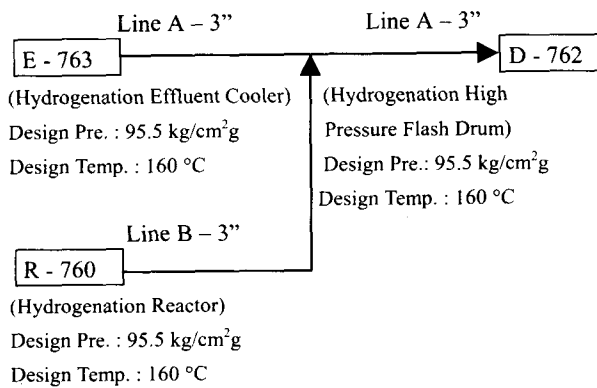 Line A – 3” Line A – 3”
E - 763 D - 762
(Hydrogenation Effluent Cooler)
Design Pre. : 95.5 kg/cm²g
Design Temp. : 160 °C
(Hydrogenation High
Pressure Flash Drum)
Design Pre.: 95.5 kg/cm²g
Design Temp. : 160 °C
Line B – 3”
R - 760
(Hydrogenation Reactor)
Design Pre. : 95.5 kg/cm²g
Design Temp. : 160 °C